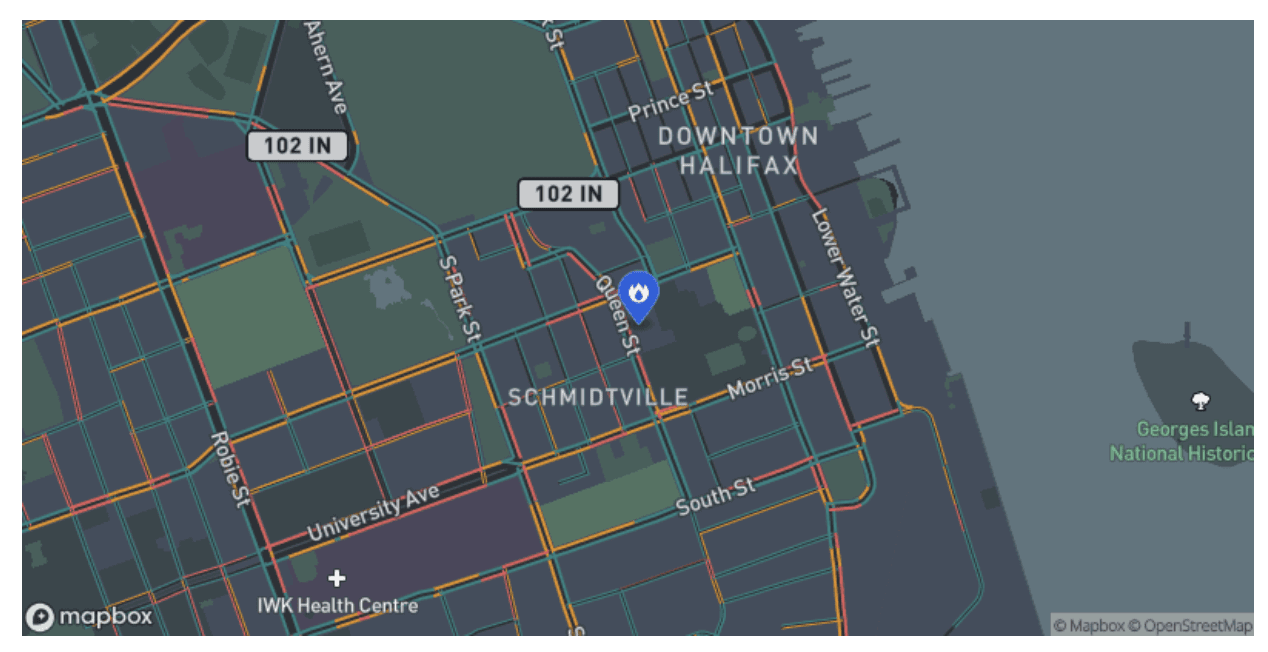 Ahern Ave
k St
Prince St
DOWNTOWN
HALIFAX
102 IN
102 IN
Lower Water St
S Park St
Queen St
Morris St
SCHMIDTVILLE
Georges Islan
National Historic
Robie St
University Ave
South St
IWK Health Centre
S
mapbox
© Mapbox © OpenStreetMap